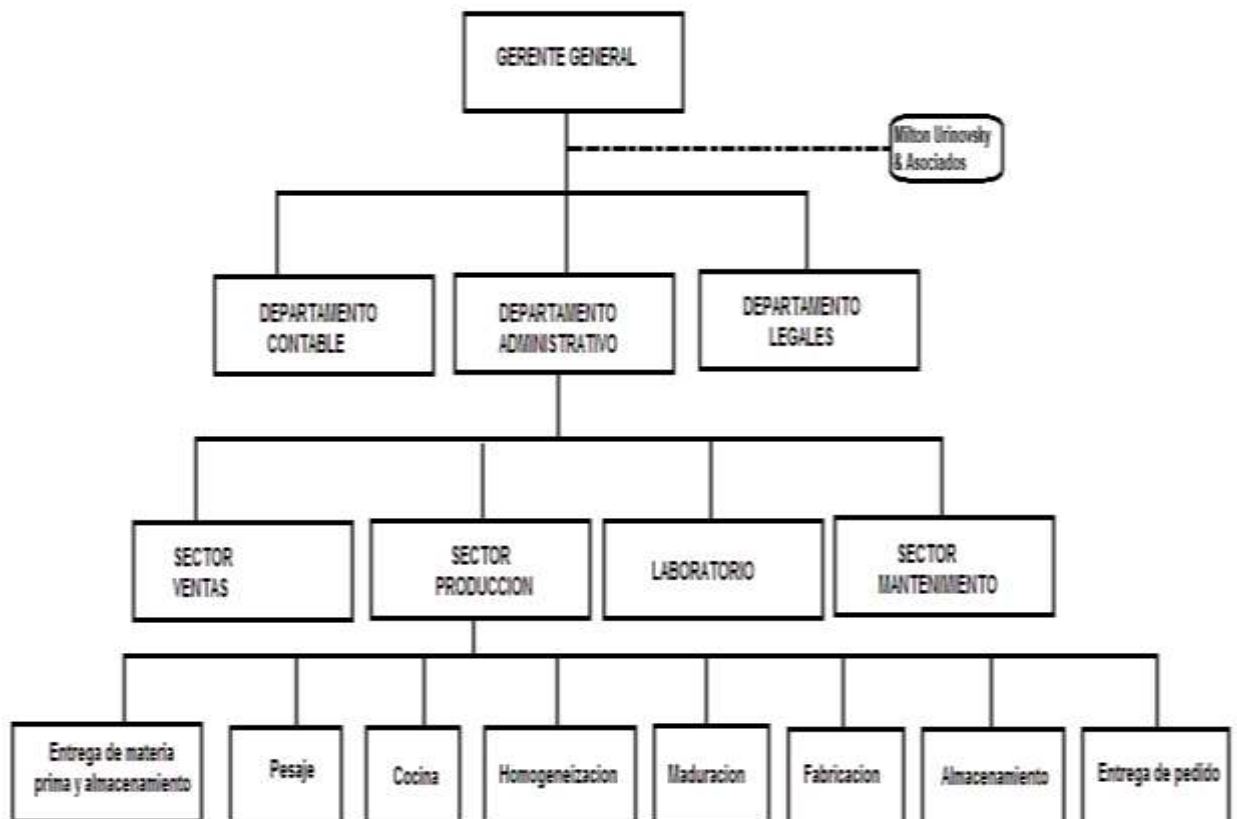 GERENTE GENERAL
Milton Urinovsky
& Asociados
DEPARTAMENTO
CONTABLE
DEPARTAMENTO
ADMINISTRATIVO
DEPARTAMENTO
LEGALES
SECTOR
VENTAS
SECTOR
PRODUCCION
LABORATORIO
SECTOR
MANTENIMIENTO
Entrega de materia
prima y almacenamiento
Pesaje
Cocina
Homogeneizacion
Maduracion
Fabricacion
Almacenamiento
Entrega de pedido